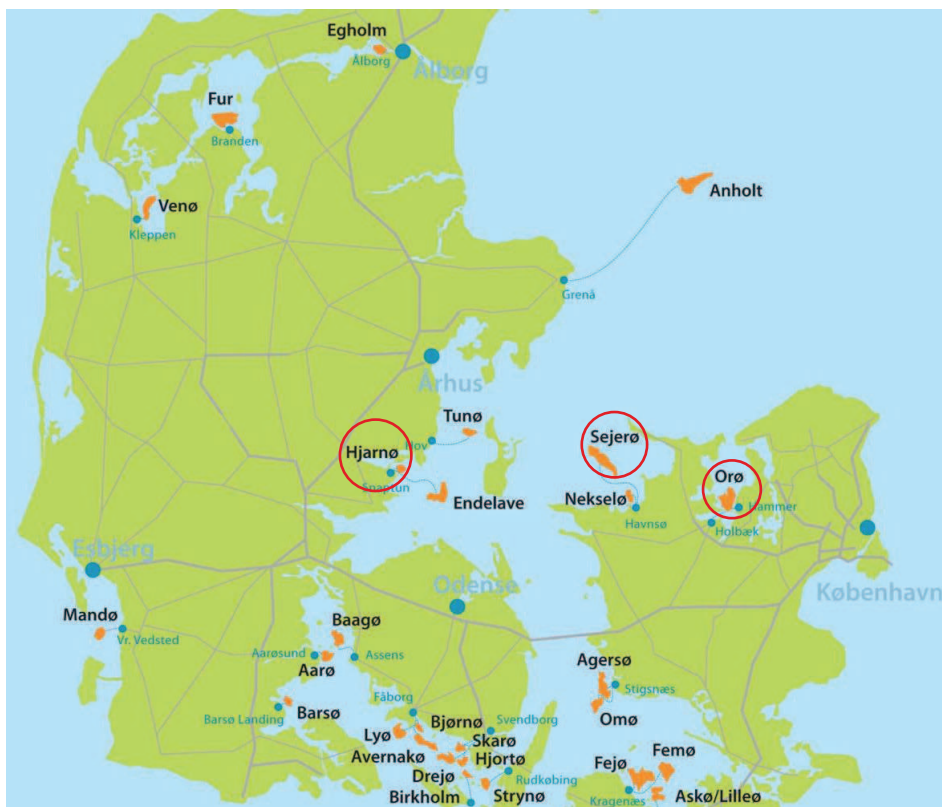 Egholm
Ålborg
Ålborg
Fur
Branden
Anholt
Venø
Kleppen
Grenå
Århus
Tunø
Hov
Hjarnø
Snaptun
Endelave
Sejerø
Orø
Nekselø
Havnsø
Hammer
Holbæk
Esbjerg
Odense
København
Mandø
Vr. Vedsted
Baagø
Aarøsund
Assens
Aarø
Agersø
Stigsnæs
Omø
Barsø Landing
Barsø
Fåborg
Bjørnø
Svendborg
Lyø
Skarø
Avernakø
Hjortø
Drejø
Rudkøbing
Birkholm
Strynø
Femø
Fejø
Kragenæs
Askø/Lilleø